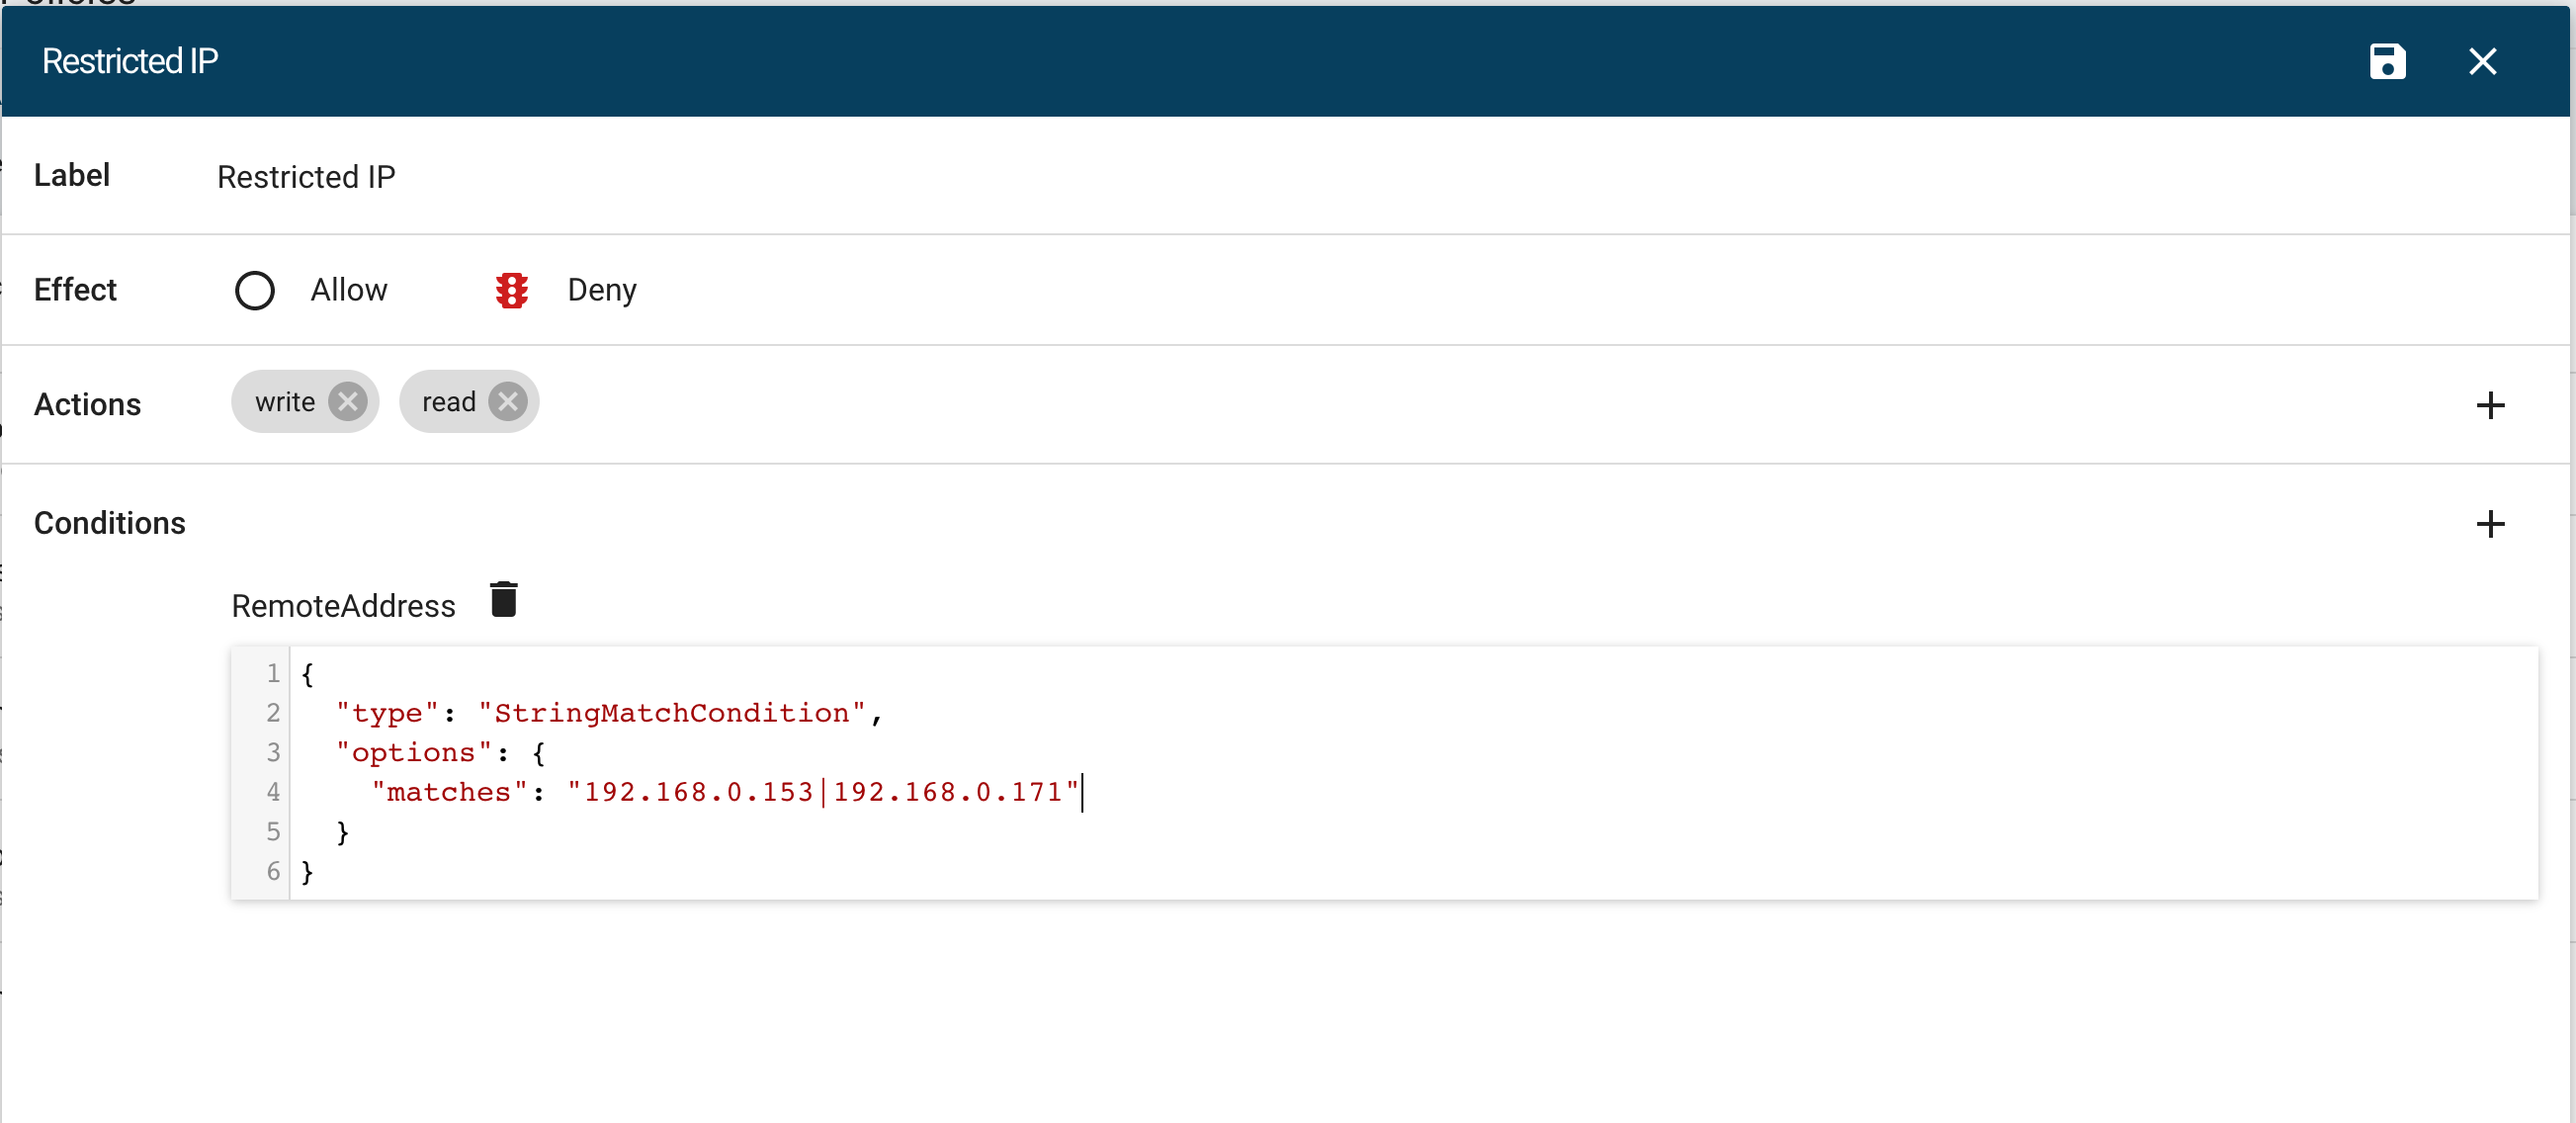 Restricted IP
Label Restricted IP
Effect Allow Deny
Actions write read
Conditions
RemoteAddress
1 {
2 "type": "StringMatchCondition",
3 "options": {
4 "matches": "192.168.0.153|192.168.0.171"
5 }
6 }